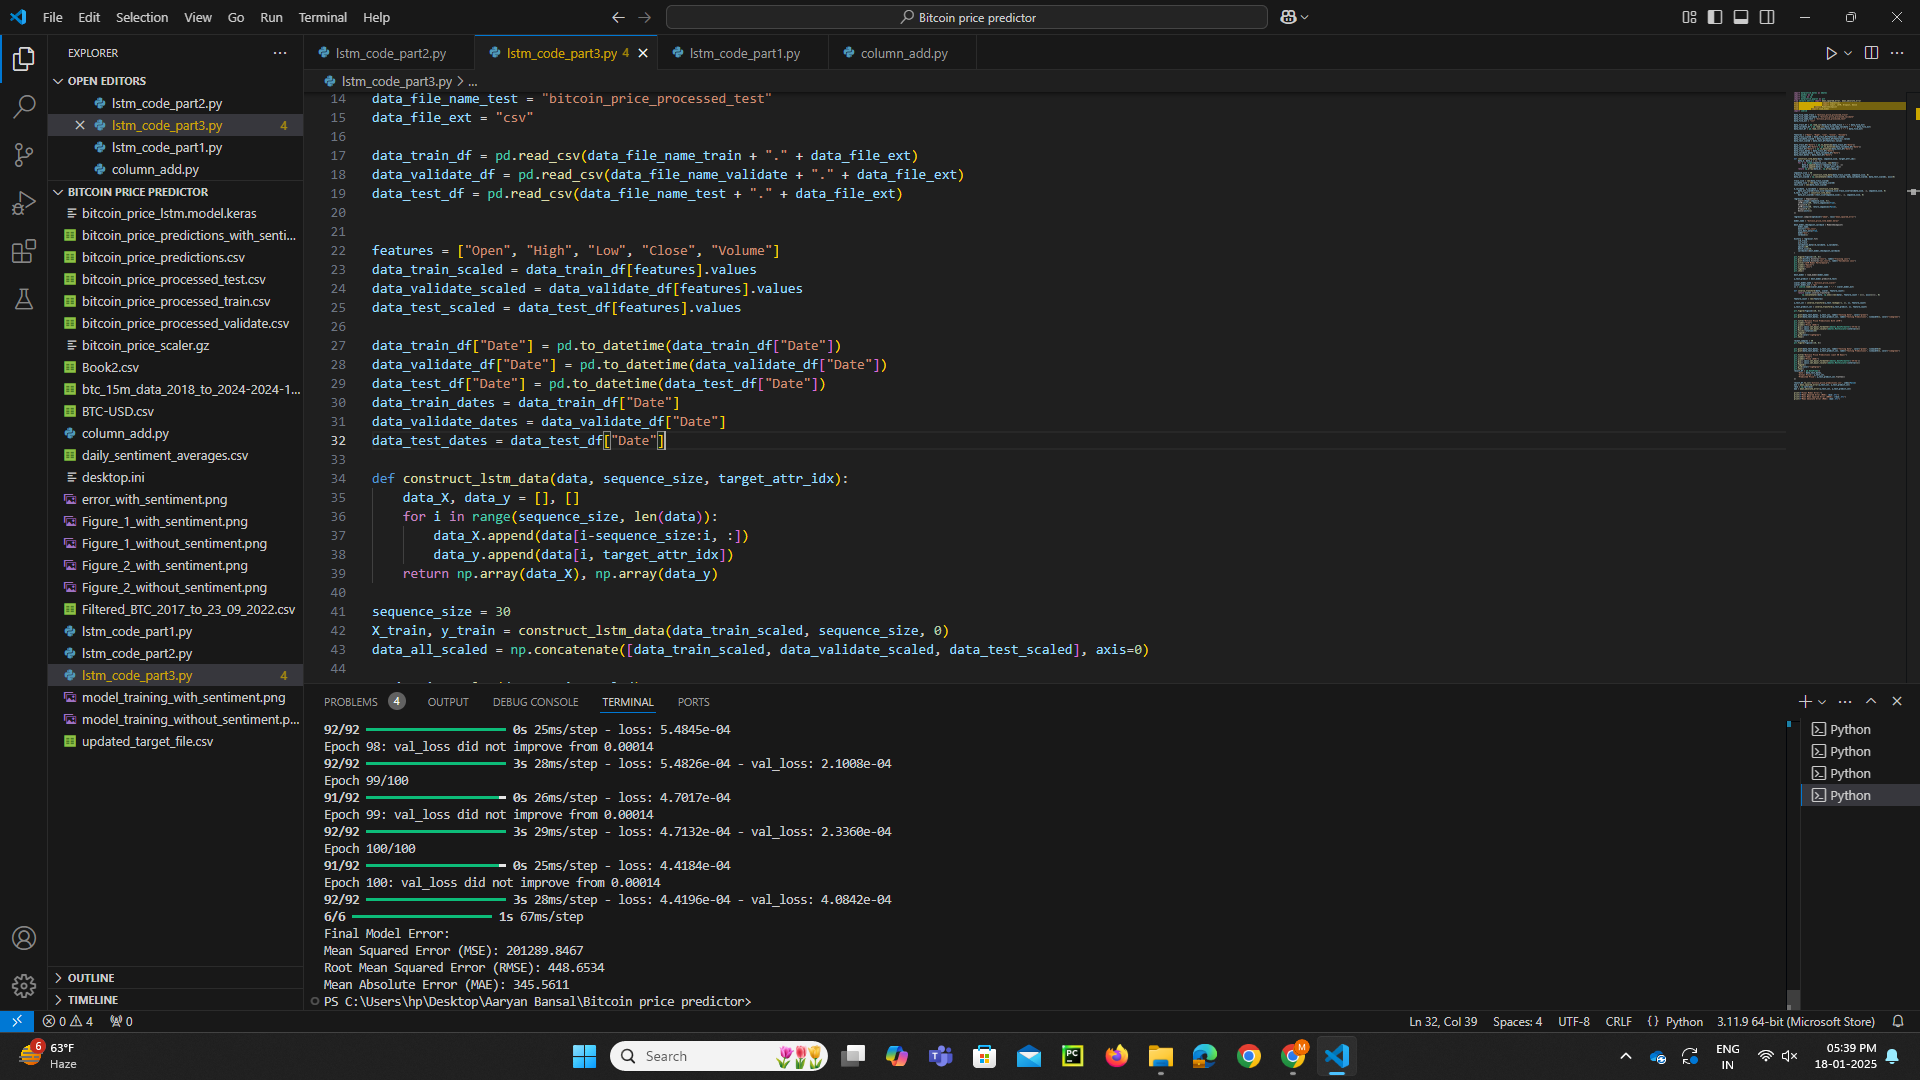 File Edit Selection View Go Run Terminal Help
Bitcoin price predictor
EXPLORER
OPEN EDITORS
lstm_code_part2.py
lstm_code_part3.py 4
lstm_code_part1.py
column_add.py
BITCOIN PRICE PREDICTOR
bitcoin_price_lstm.model.keras
bitcoin_price_predictions_with_senti...
bitcoin_price_predictions.csv
bitcoin_price_processed_test.csv
bitcoin_price_processed_train.csv
bitcoin_price_processed_validate.csv
bitcoin_price_scaler.gz
Book2.csv
btc_15m_data_2018_to_2024-2024-1...
BTC-USD.csv
column_add.py
daily_sentiment_averages.csv
desktop.ini
error_with_sentiment.png
Figure_1_with_sentiment.png
Figure_1_without_sentiment.png
Figure_2_with_sentiment.png
Figure_2_without_sentiment.png
Filtered_BTC_2017_to_23_09_2022.csv
lstm_code_part1.py
lstm_code_part2.py
lstm_code_part3.py 4
model_training_with_sentiment.png
model_training_without_sentiment.p...
updated_target_file.csv
OUTLINE
TIMELINE
lstm_code_part2.py lstm_code_part3.py 4 lstm_code_part1.py column_add.py
lstm_code_part3.py > ...
14 data_file_name_test = "bitcoin_price_processed_test"
15 data_file_ext = "csv"
16
17 data_train_df = pd.read_csv(data_file_name_train + "." + data_file_ext)
18 data_validate_df = pd.read_csv(data_file_name_validate + "." + data_file_ext)
19 data_test_df = pd.read_csv(data_file_name_test + "." + data_file_ext)
20
21
22 features = ["Open", "High", "Low", "Close", "Volume"]
23 data_train_scaled = data_train_df[features].values
24 data_validate_scaled = data_validate_df[features].values
25 data_test_scaled = data_test_df[features].values
26
27 data_train_df["Date"] = pd.to_datetime(data_train_df["Date"])
28 data_validate_df["Date"] = pd.to_datetime(data_validate_df["Date"])
29 data_test_df["Date"] = pd.to_datetime(data_test_df["Date"])
30 data_train_dates = data_train_df["Date"]
31 data_validate_dates = data_validate_df["Date"]
32 data_test_dates = data_test_df["Date"]
33
34 def construct_lstm_data(data, sequence_size, target_attr_idx):
35     data_X, data_y = [], []
36     for i in range(sequence_size, len(data)):
37         data_X.append(data[i-sequence_size:i, :])
38         data_y.append(data[i, target_attr_idx])
39     return np.array(data_X), np.array(data_y)
40
41 sequence_size = 30
42 X_train, y_train = construct_lstm_data(data_train_scaled, sequence_size, 0)
43 data_all_scaled = np.concatenate([data_train_scaled, data_validate_scaled, data_test_scaled], axis=0)
44
PROBLEMS 4 OUTPUT DEBUG CONSOLE TERMINAL PORTS
92/92 0s 25ms/step - loss: 5.4845e-04
Epoch 98: val_loss did not improve from 0.00014
92/92 3s 28ms/step - loss: 5.4826e-04 - val_loss: 2.1008e-04
Epoch 99/100
91/92 0s 26ms/step - loss: 4.7017e-04
Epoch 99: val_loss did not improve from 0.00014
92/92 3s 29ms/step - loss: 4.7132e-04 - val_loss: 2.3360e-04
Epoch 100/100
91/92 0s 25ms/step - loss: 4.4184e-04
Epoch 100: val_loss did not improve from 0.00014
92/92 3s 28ms/step - loss: 4.4196e-04 - val_loss: 4.0842e-04
6/6 1s 67ms/step
Final Model Error:
Mean Squared Error (MSE): 201289.8467
Root Mean Squared Error (RMSE): 448.6534
Mean Absolute Error (MAE): 345.5611
PS C:\Users\hp\Desktop\Aaryan Bansal\Bitcoin price predictor>
Python
Python
Python
Python
0 4 0
Ln 32, Col 39 Spaces: 4 UTF-8 CRLF {} Python 3.11.9 64-bit (Microsoft Store)
6
63°F
Haze
Search
PC
M
ENG
IN
05:39 PM
18-01-2025